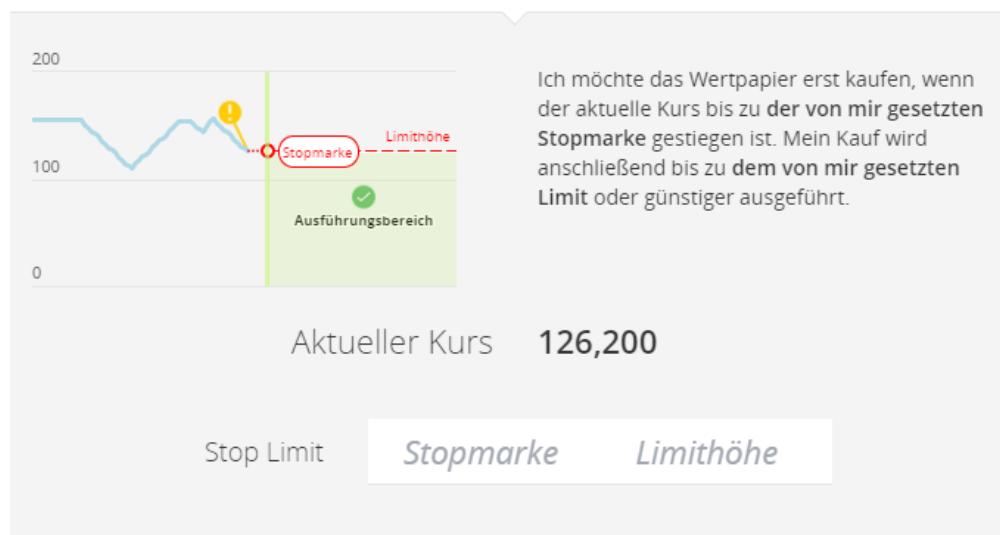 200
100
0
!
Stopmarke
Limithöhe
Ausführungsbereich
Ich möchte das Wertpapier erst kaufen, wenn
der aktuelle Kurs bis zu der von mir gesetzten
Stopmarke gestiegen ist. Mein Kauf wird
anschließend bis zu dem von mir gesetzten
Limit oder günstiger ausgeführt.
Aktueller Kurs 126,200
Stop Limit Stopmarke Limithöhe